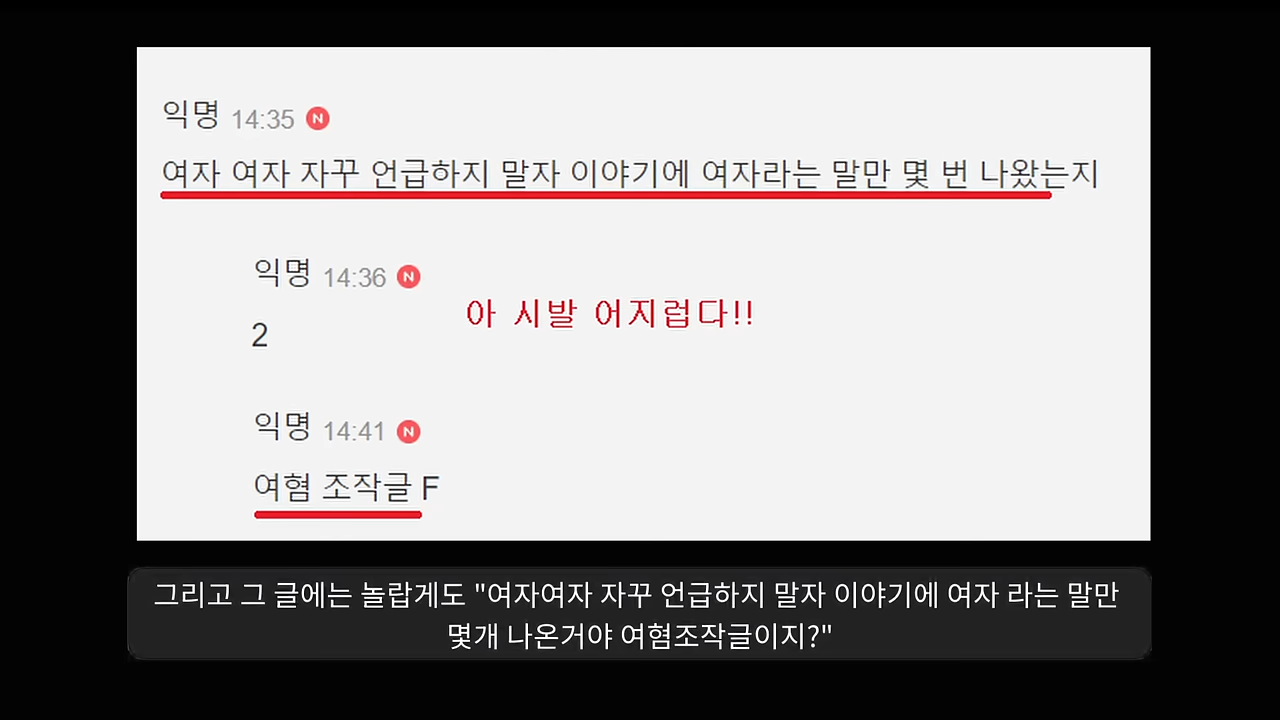 익명 14:35 N
여자 여자 자꾸 언급하지 말자 이야기에 여자라는 말만 몇 번 나왔는지
익명 14:36 N
아 시발 어지럽다!!
2
익명 14:41 N
여혐 조작글 F
그리고 그 글에는 놀랍게도 "여자여자 자꾸 언급하지 말자 이야기에 여자 라는 말만
몇개 나온거야 여혐조작글이지?"